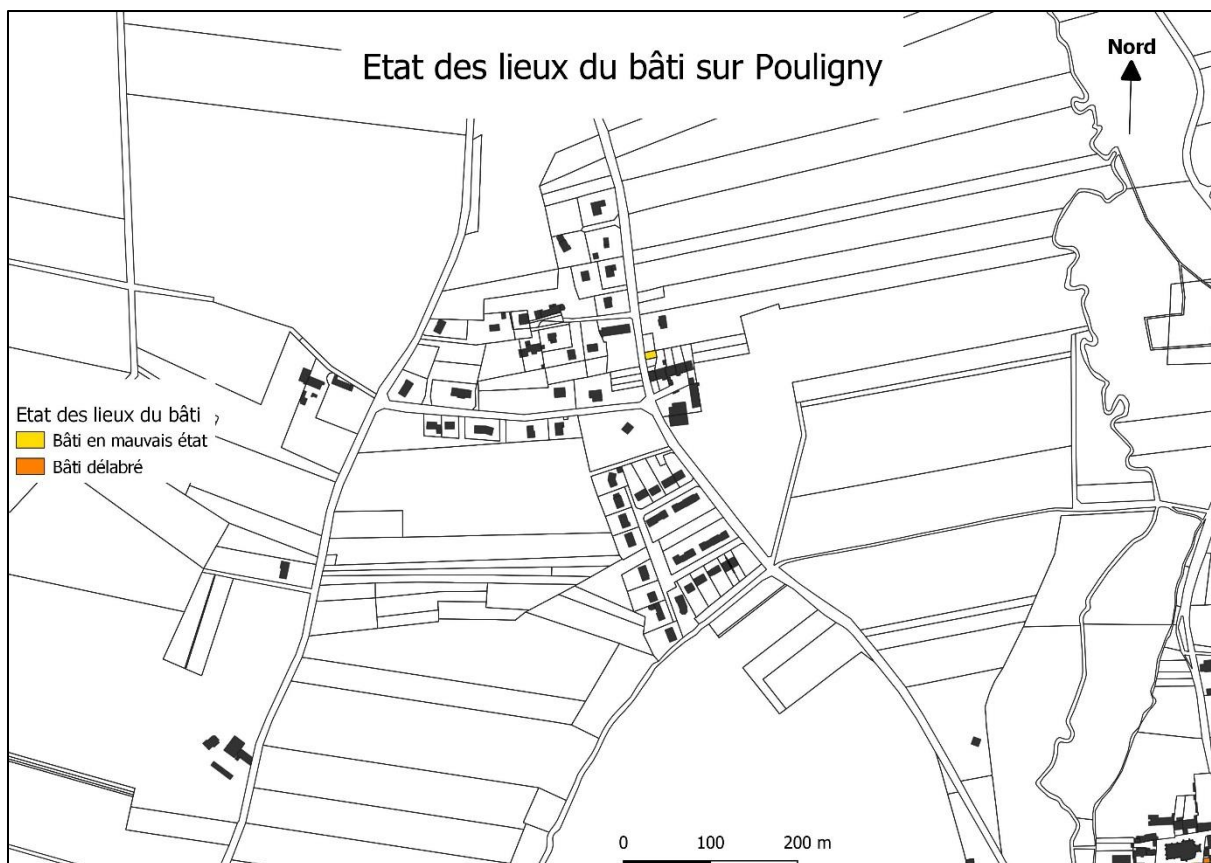 Etat des lieux du bâti sur Pouligny
Nord
Etat des lieux du bâti
Bâti en mauvais état
Bâti délabré
0 100 200 m